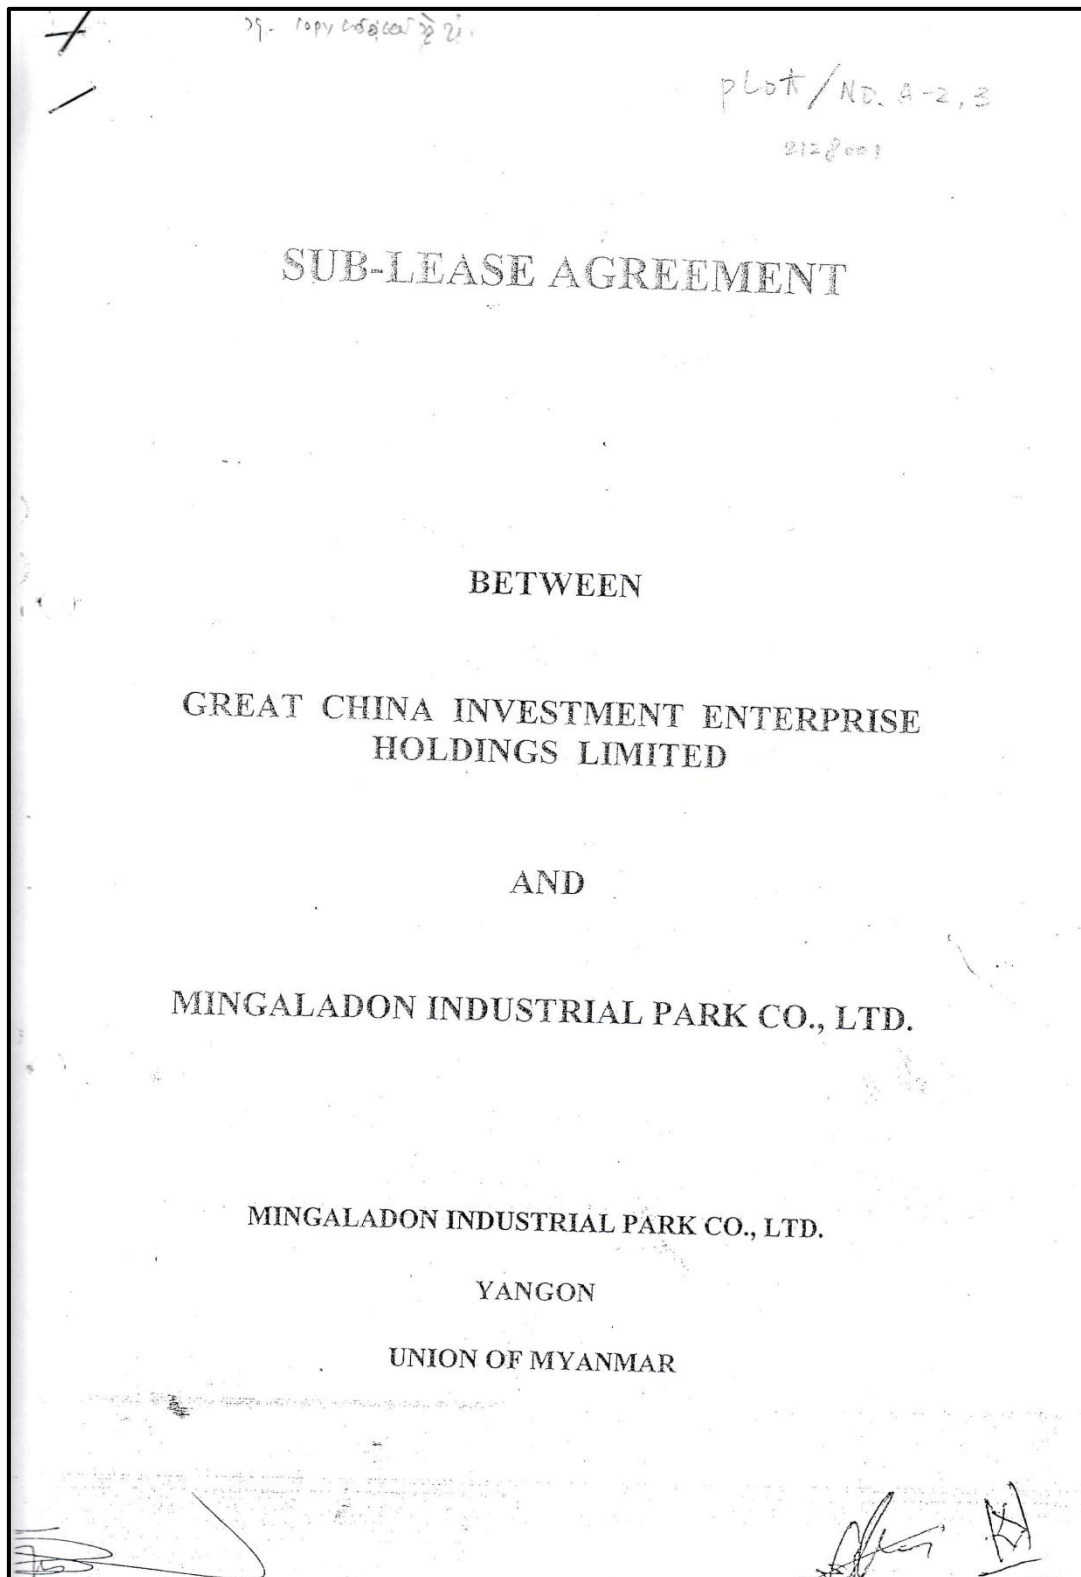 copy
PLOT/NO. A-2,3
SUB-LEASE AGREEMENT
BETWEEN
GREAT CHINA INVESTMENT ENTERPRISE
HOLDINGS LIMITED
AND
MINGALADON INDUSTRIAL PARK CO., LTD.
MINGALADON INDUSTRIAL PARK CO., LTD.
YANGON
UNION OF MYANMAR